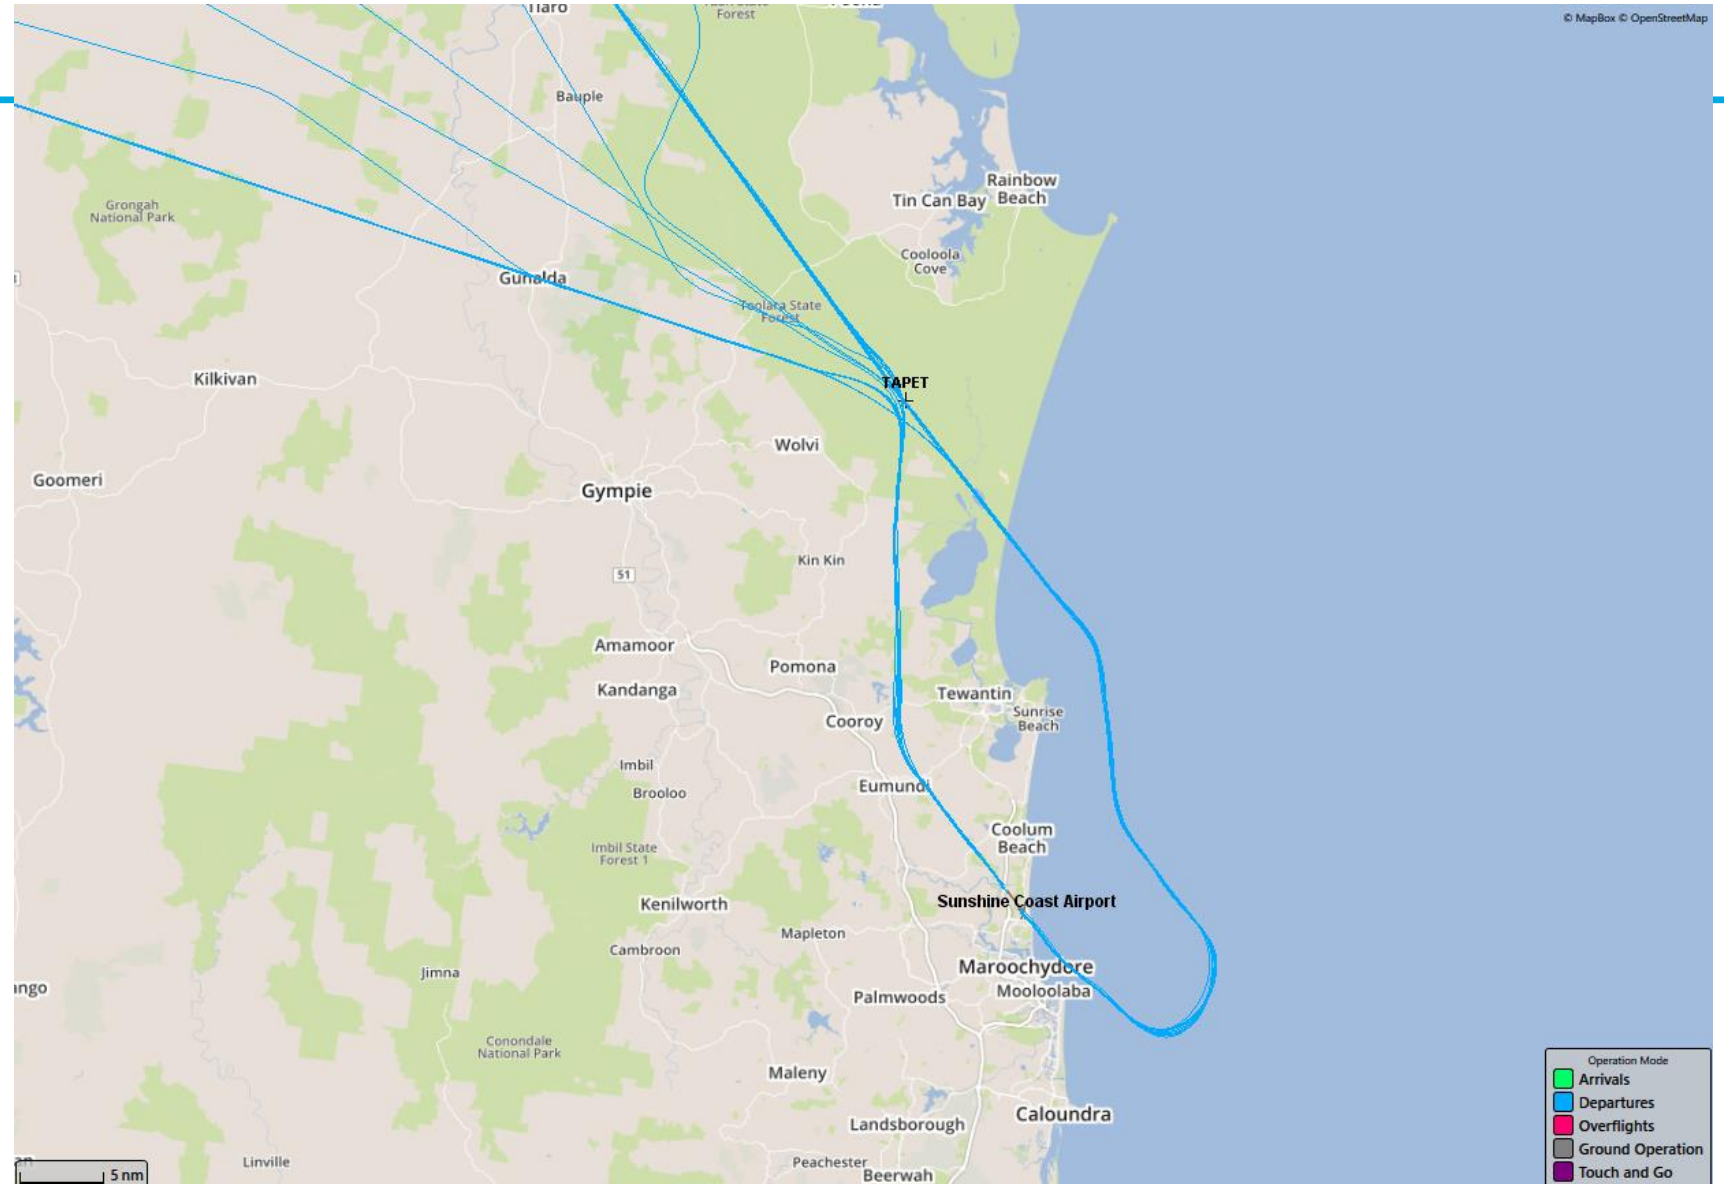 Tiaro
Forest
© MapBox © OpenStreetMap
Bauple
Rainbow
Beach
Tin Can Bay
Grongah
National Park
Cooloola
Cove
Gunalda
Toolara State
Forest
Kilkivan
TAPET
Wolvi
Goomeri
Gympie
Kin Kin
51
Amamoor
Pomona
Kandanga
Tewantin
Sunrise
Beach
Cooroy
Imbil
Eumundi
Brooloo
Coolum
Beach
Imbil State
Forest 1
Kenilworth
Sunshine Coast Airport
Mapleton
Cambroon
Maroochydore
Jimna
Mooloolaba
ango
Palmwoods
Conondale
National Park
Maleny
Caloundra
Landsborough
Linville
Peachester
Beerwah
5 nm
Operation Mode
Arrivals
Departures
Overflights
Ground Operation
Touch and Go